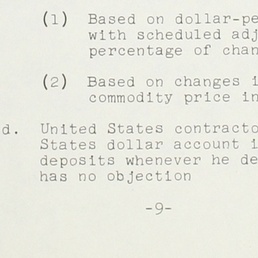 (1) Based on dollar-pe
with scheduled adj
percentage of chan
(2) Based on changes i
commodity price in
d. United States contracto
States dollar account i
deposits whenever he de
has no objection
-9-